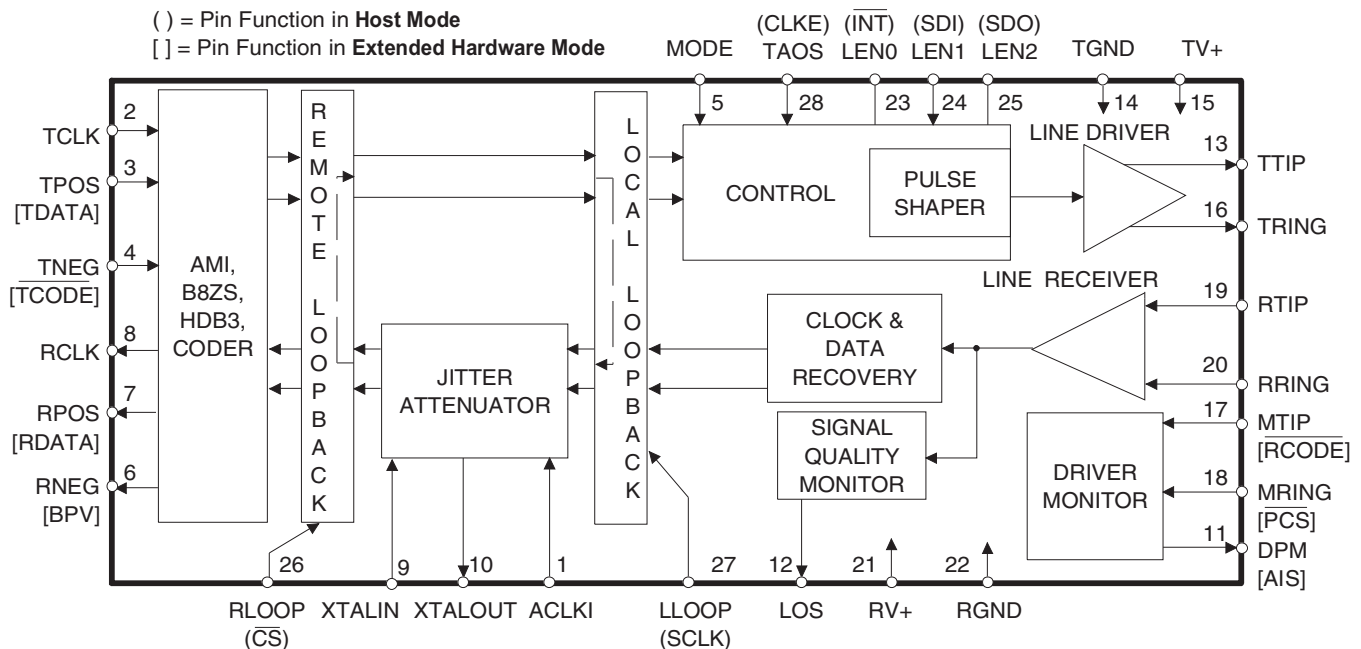 ( ) = Pin Function in Host Mode
[ ] = Pin Function in Extended Hardware Mode
MODE
(CLKE)
TAOS
(INT)
LEN0
(SDI)
LEN1
(SDO)
LEN2
TGND
TV+
5
28
23
24
25
14
15
TCLK
2
TPOS
[TDATA]
3
TNEG
[TCODE]
4
RCLK
8
RPOS
[RDATA]
7
RNEG
[BPV]
6
AMI,
B8ZS,
HDB3,
CODER
REMOTE LOOPBACK
JITTER
ATTENUATOR
LOCAL LOOPBACK
CONTROL
PULSE
SHAPER
LINE DRIVER
13
TTIP
16
TRING
LINE RECEIVER
19
RTIP
20
RRING
CLOCK &
DATA
RECOVERY
SIGNAL
QUALITY
MONITOR
DRIVER
MONITOR
17
MTIP
[RCODE]
18
MRING
[PCS]
11
DPM
[AIS]
26
9
10
1
27
12
21
22
RLOOP
(CS)
XTALIN
XTALOUT
ACLKI
LLOOP
(SCLK)
LOS
RV+
RGND